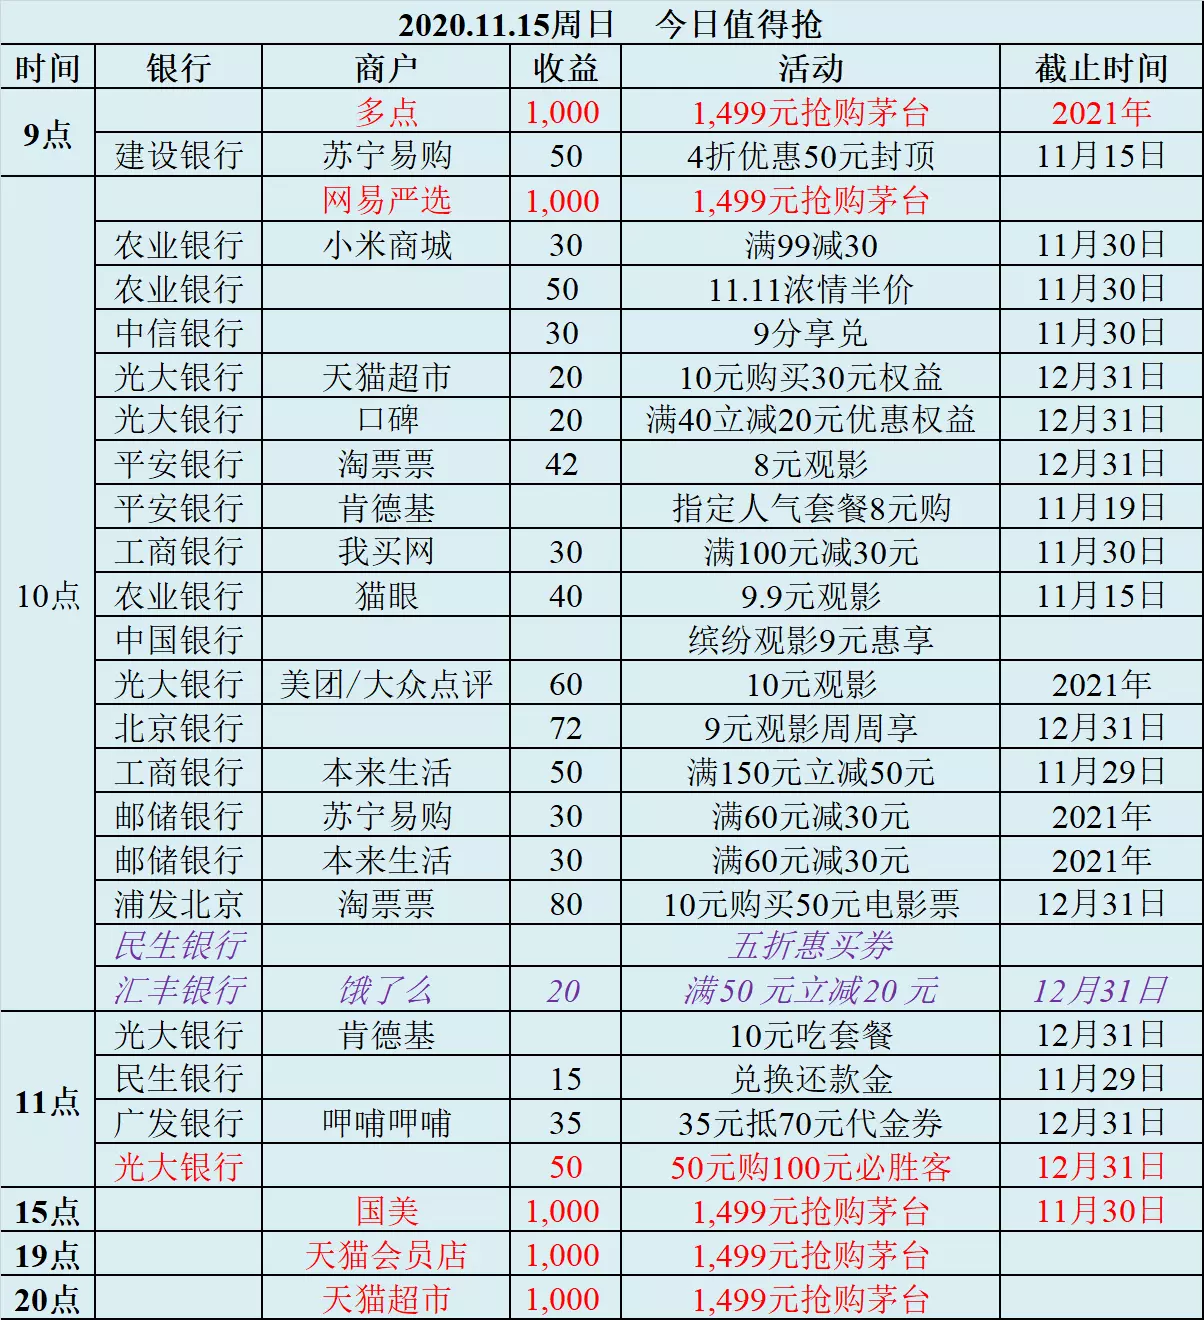 2020.11.15周日 今日值得抢
时间 银行 商户 收益 活动 截止时间
9点 多点 1,000 1,499元抢购茅台 2021年
建设银行 苏宁易购 50 4折优惠50元封顶 11月15日
10点 网易严选 1,000 1,499元抢购茅台
农业银行 小米商城 30 满99减30 11月30日
农业银行 50 11.11浓情半价 11月30日
中信银行 30 9分享兑 11月30日
光大银行 天猫超市 20 10元购买30元权益 12月31日
光大银行 口碑 20 满40立减20元优惠权益 12月31日
平安银行 淘票票 42 8元观影 12月31日
平安银行 肯德基 指定人气套餐8元购 11月19日
工商银行 我买网 30 满100元减30元 11月30日
农业银行 猫眼 40 9.9元观影 11月15日
中国银行 缤纷观影9元惠享
光大银行 美团/大众点评 60 10元观影 2021年
北京银行 72 9元观影周周享 12月31日
工商银行 本来生活 50 满150元立减50元 11月29日
邮储银行 苏宁易购 30 满60元减30元 2021年
邮储银行 本来生活 30 满60元减30元 2021年
浦发北京 淘票票 80 10元购买50元电影票 12月31日
民生银行 五折惠买券
汇丰银行 饿了么 20 满50 元立减20 元 12月31日
11点 光大银行 肯德基 10元吃套餐 12月31日
民生银行 15 兑换还款金 11月29日
广发银行 呷哺呷哺 35 35元抵70元代金券 12月31日
光大银行 50 50元购100元必胜客 12月31日
15点 国美 1,000 1,499元抢购茅台 11月30日
19点 天猫会员店 1,000 1,499元抢购茅台
20点 天猫超市 1,000 1,499元抢购茅台